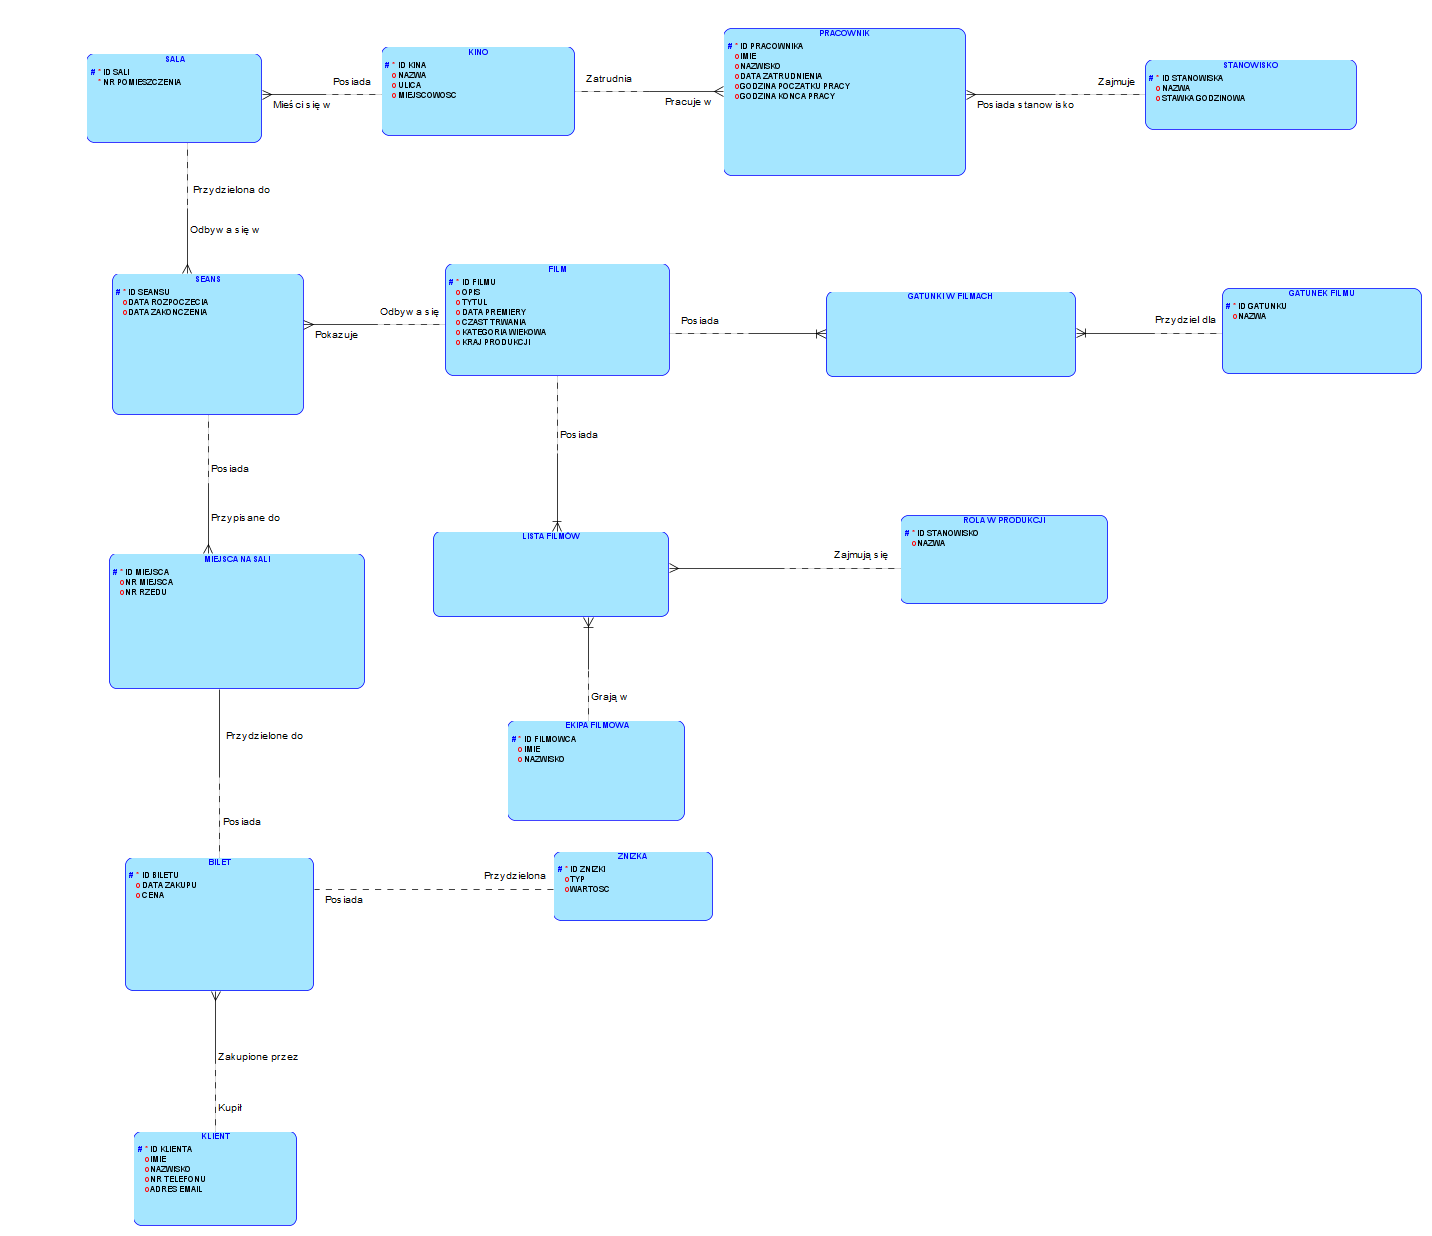 SALA
# * ID SALI
* NR POMIESZCZENIA
Posiada
Mieści się w
KINO
# * ID KINA
o NAZWA
o ULICA
o MIEJSCOWOSC
Zatrudnia
Pracuje w
PRACOWNIK
# * ID PRACOWNIKA
o IMIE
o NAZWISKO
o DATA ZATRUDNIENIA
o GODZINA POCZATKU PRACY
o GODZINA KONCA PRACY
Zajmuje
Posiada stanowisko
STANOWISKO
# * ID STANOWISKA
o NAZWA
o STAWKA GODZINOWA
Przydzielona do
Odbywa się w
SEANS
# * ID SEANSU
o DATA ROZPOCZECIA
o DATA ZAKONCZENIA
Odbywa się
Pokazuje
FILM
# * ID FILMU
o OPIS
o TYTUL
o DATA PREMIERY
o CZAST TRWANIA
o KATEGORIA WIEKOWA
o KRAJ PRODUKCJI
Posiada
GATUNKI W FILMACH
Przydziel dla
GATUNEK FILMU
# * ID GATUNKU
o NAZWA
Posiada
Przypisane do
Posiada
MIEJSCA NA SALI
# * ID MIEJSCA
o NR MIEJSCA
o NR RZEDU
LISTA FILMÓW
Zajmują się
ROLA W PRODUKCJI
# * ID STANOWISKO
o NAZWA
Grają w
EKIPA FILMOWA
# * ID FILMOWCA
o IMIE
o NAZWISKO
Przydzielone do
Posiada
BILET
# * ID BILETU
o DATA ZAKUPU
o CENA
Przydzielona
Posiada
ZNIZKA
# * ID ZNIZKI
o TYP
o WARTOSC
Zakupione przez
Kupił
KLIENT
# * ID KLIENTA
o IMIE
o NAZWISKO
o NR TELEFONU
o ADRES EMAIL